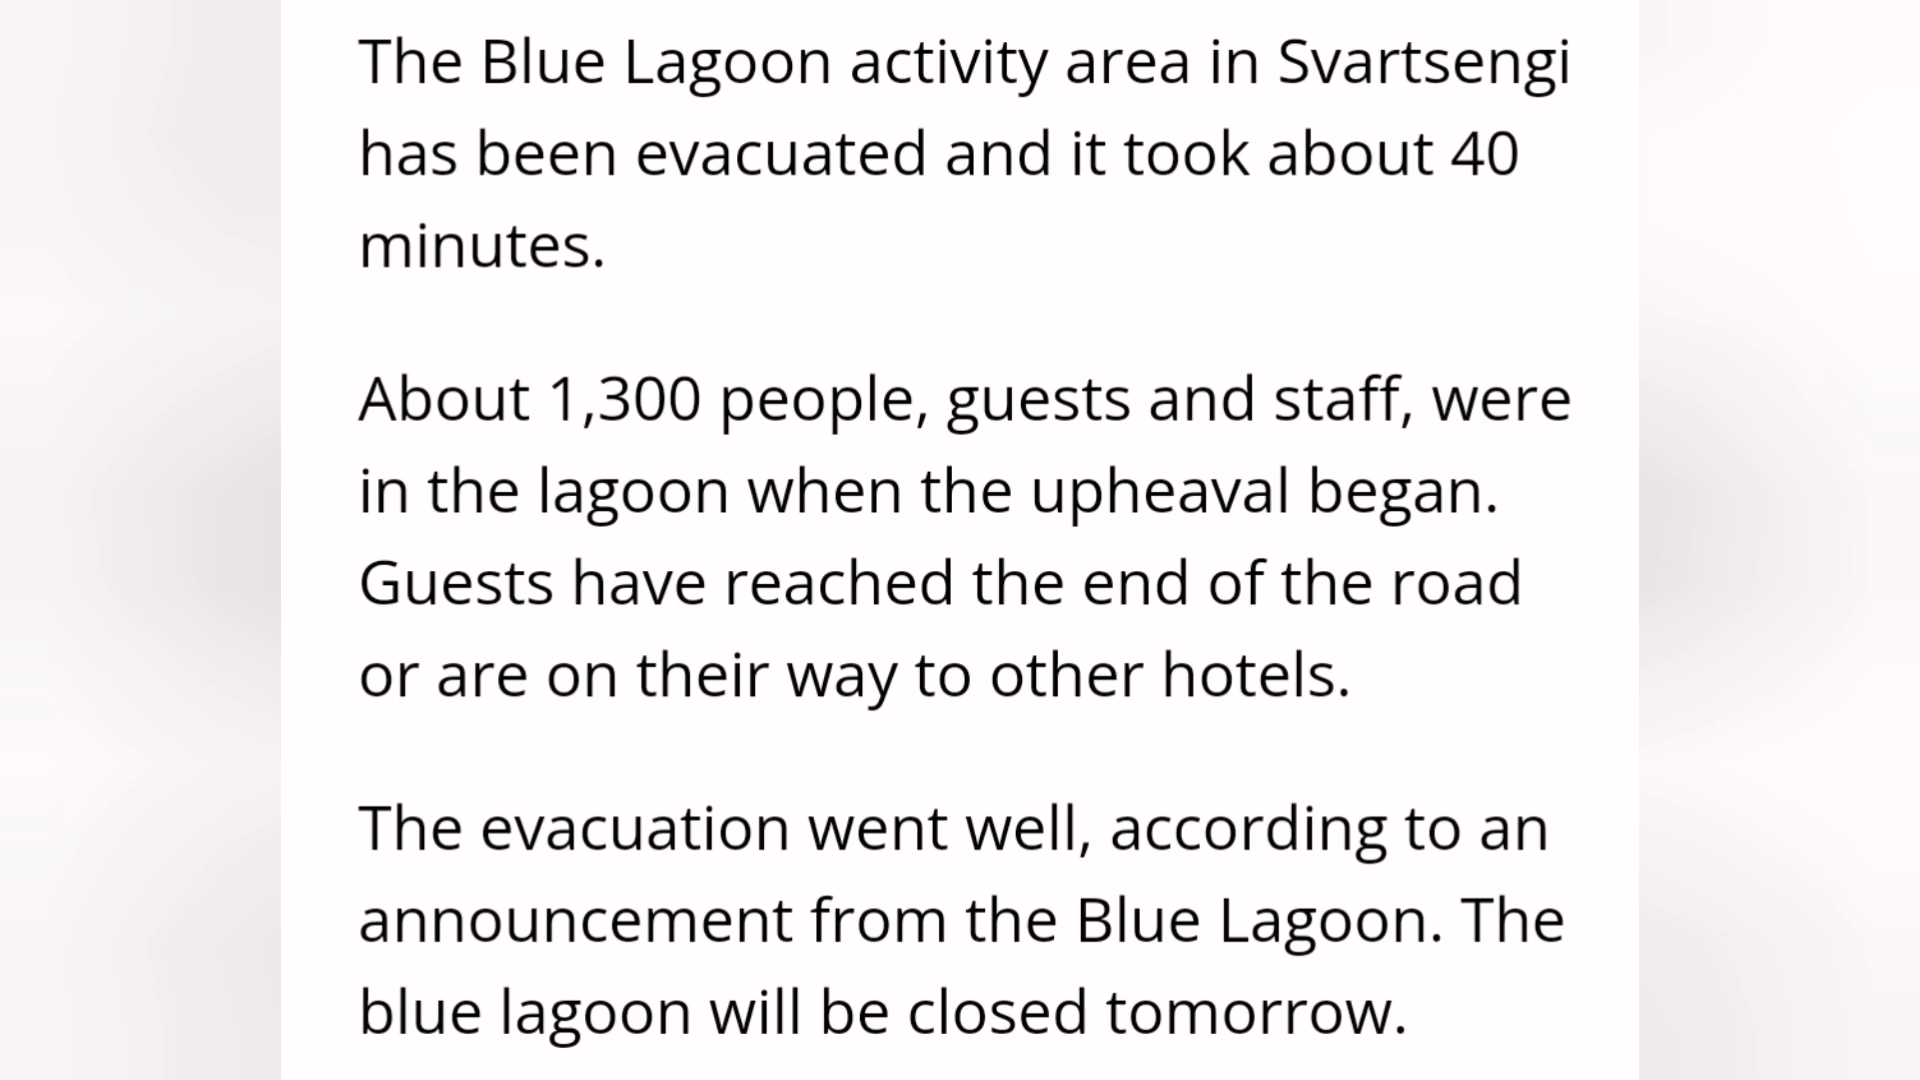 The Blue Lagoon activity area in Svartsengi
has been evacuated and it took about 40
minutes.
About 1,300 people, guests and staff, were
in the lagoon when the upheaval began.
Guests have reached the end of the road
or are on their way to other hotels.
The evacuation went well, according to an
announcement from the Blue Lagoon. The
blue lagoon will be closed tomorrow.